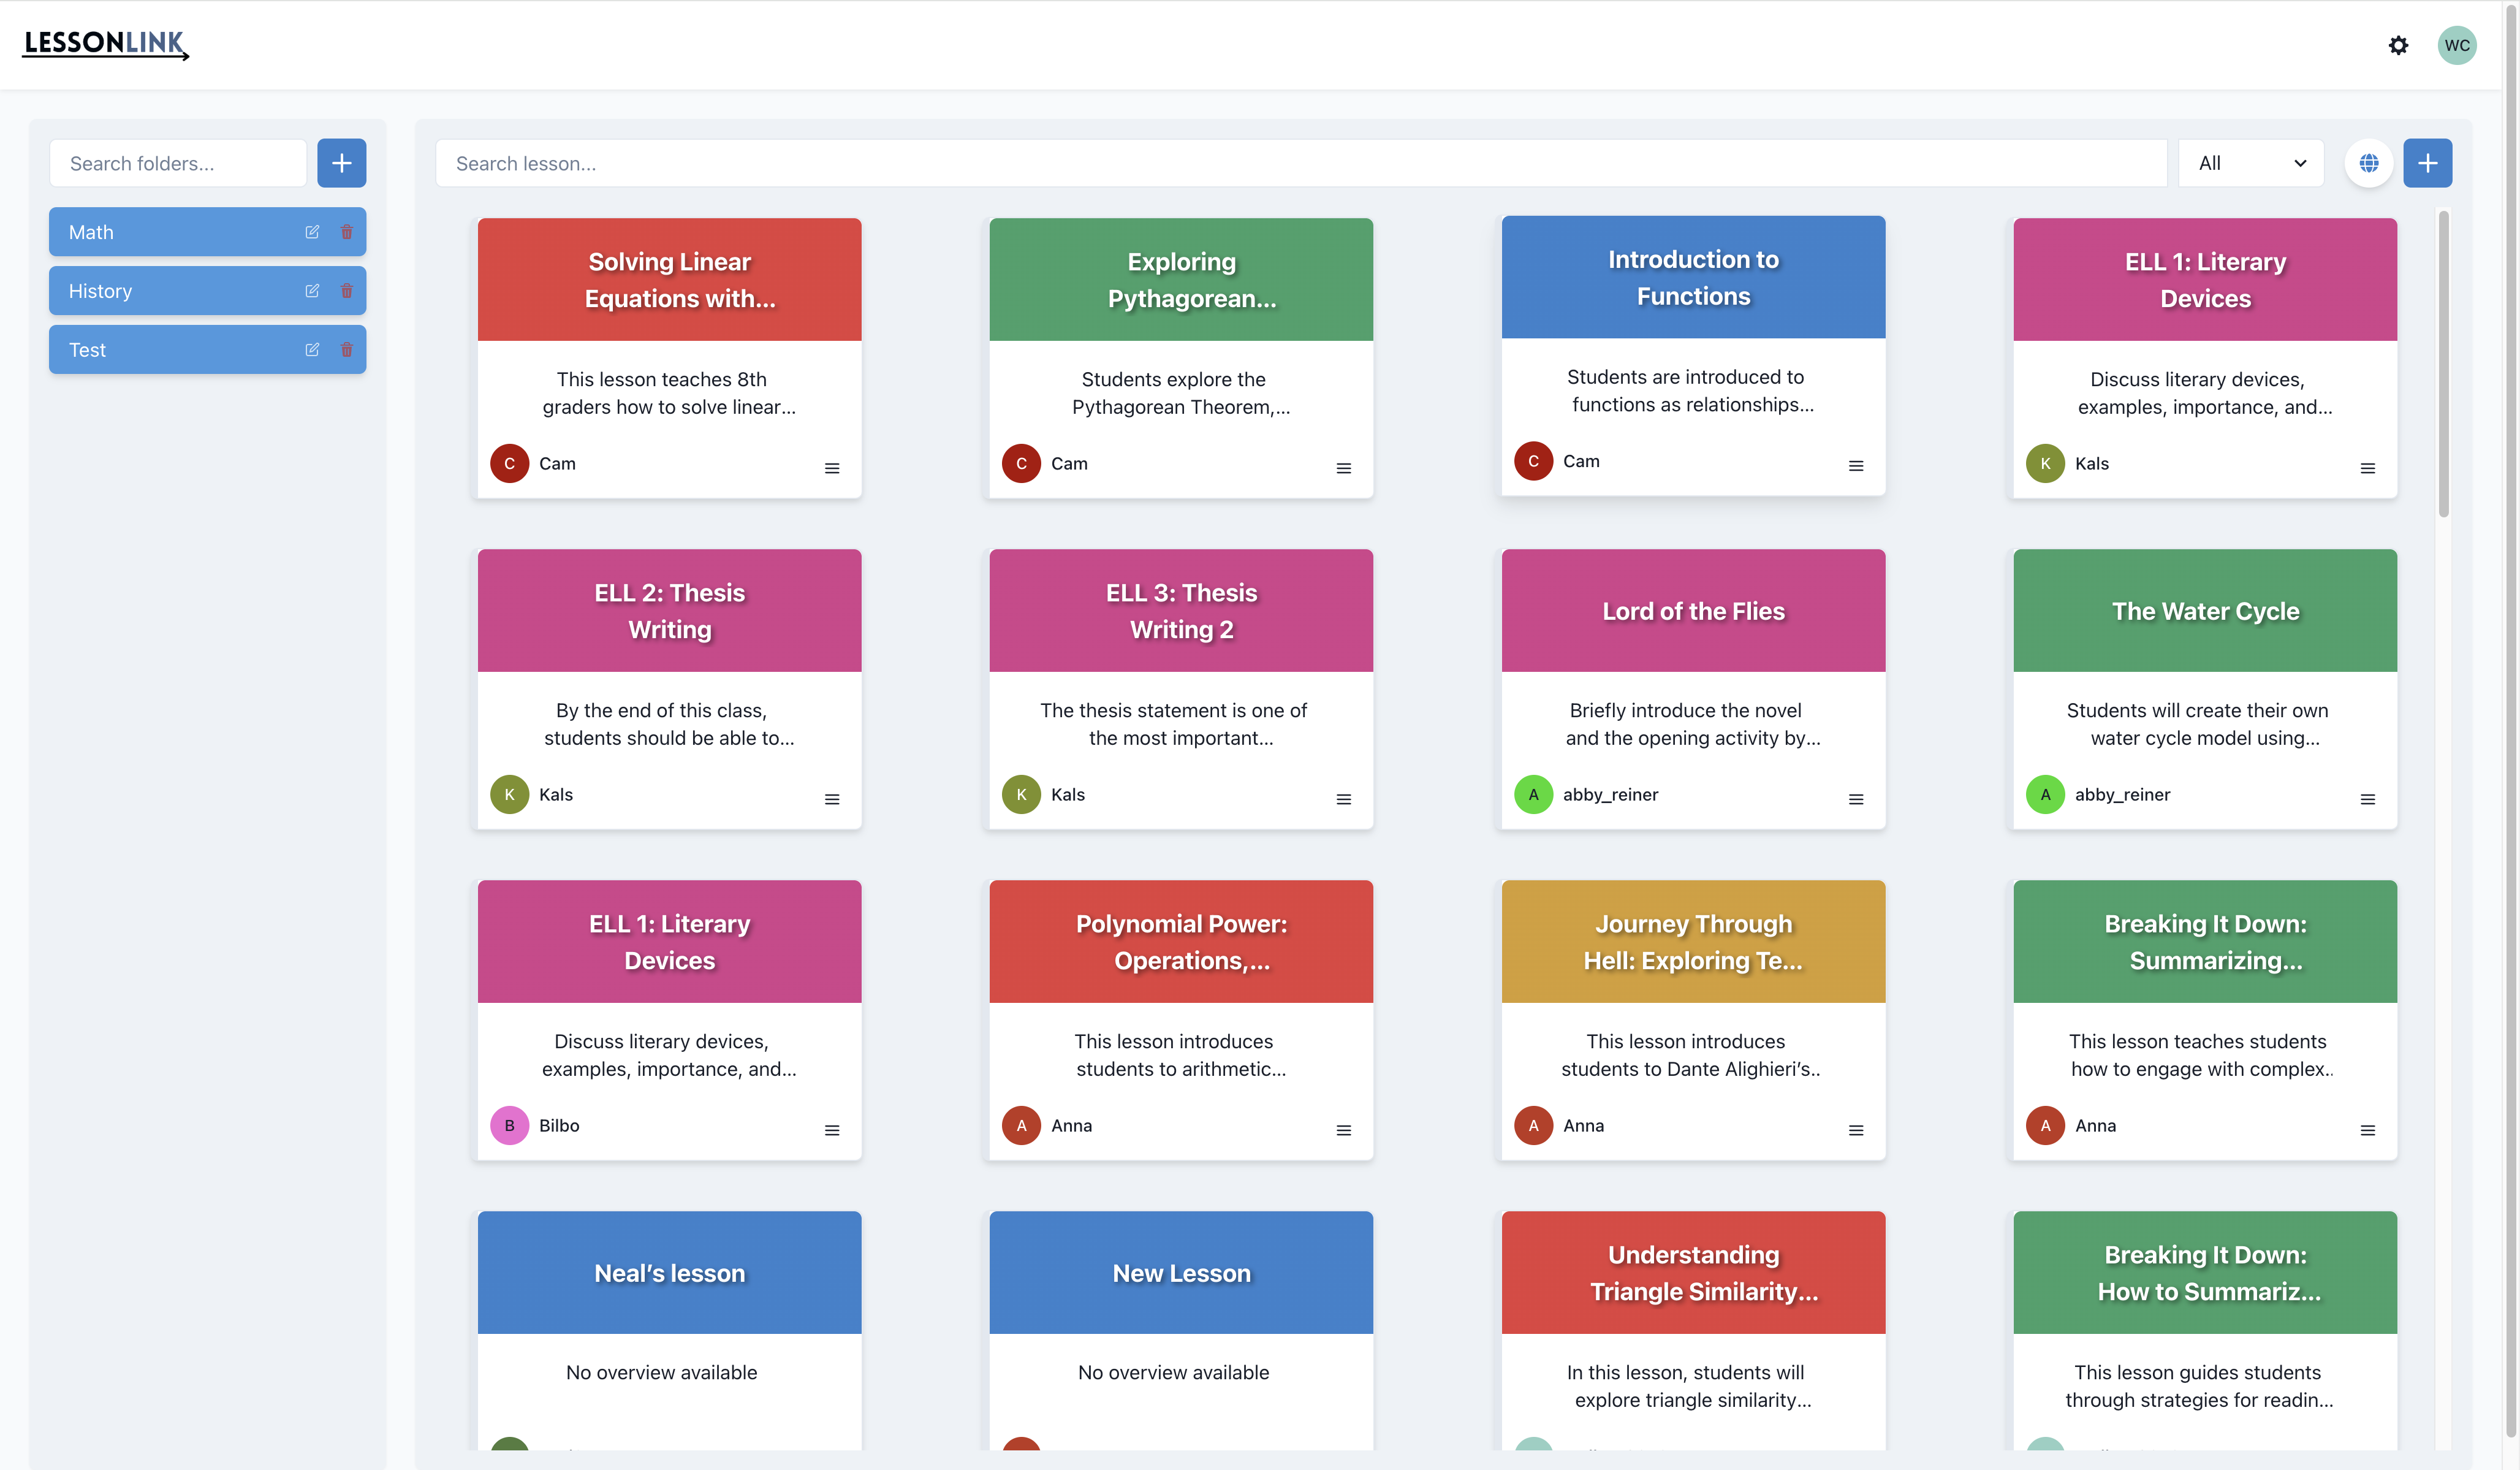 LESSONLINK
WC
Search folders...
Math
History
Test
Search lesson...
All
Solving Linear
Equations with...
This lesson teaches 8th
graders how to solve linear...
C
Cam
Exploring
Pythagorean...
Students explore the
Pythagorean Theorem,...
C
Cam
Introduction to
Functions
Students are introduced to
functions as relationships...
C
Cam
ELL 1: Literary
Devices
Discuss literary devices,
examples, importance, and...
K
Kals
ELL 2: Thesis
Writing
By the end of this class,
students should be able to...
K
Kals
ELL 3: Thesis
Writing 2
The thesis statement is one of
the most important...
K
Kals
Lord of the Flies
Briefly introduce the novel
and the opening activity by...
A
abby_reiner
The Water Cycle
Students will create their own
water cycle model using...
A
abby_reiner
ELL 1: Literary
Devices
Discuss literary devices,
examples, importance, and...
B
Bilbo
Polynomial Power:
Operations,...
This lesson introduces
students to arithmetic...
A
Anna
Journey Through
Hell: Exploring Te...
This lesson introduces
students to Dante Alighieri’s..
A
Anna
Breaking It Down:
Summarizing...
This lesson teaches students
how to engage with complex..
A
Anna
Neal’s lesson
No overview available
New Lesson
No overview available
Understanding
Triangle Similarity...
In this lesson, students will
explore triangle similarity...
Breaking It Down:
How to Summariz...
This lesson guides students
through strategies for readin...